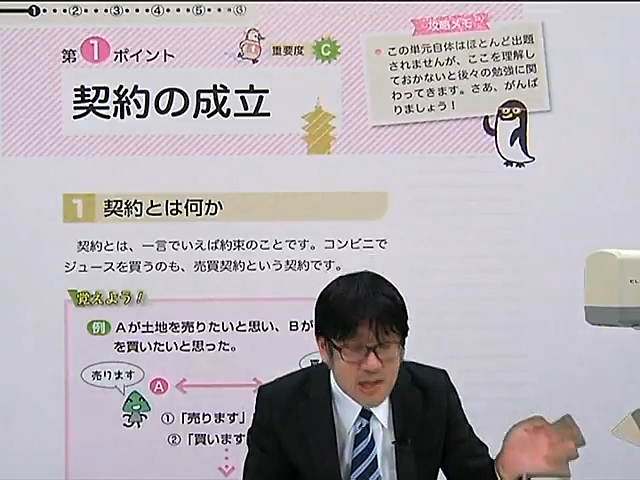 ①②③④⑤⑥
第1ポイント
重要度 C
契約の成立
攻略メモ
この単元自体はほとんど出題
されませんが、ここを理解し
ておかないと後々の勉強に関
わってきます。さあ、がんば
りましょう！
1 契約とは何か
契約とは、一言でいえば約束のことです。コンビニで
ジュースを買うのも、売買契約という契約です。
覚えよう！
例 Aが土地を売りたいと思い、Bが
を買いたいと思った。
売ります
A
①「売ります」
②「買います